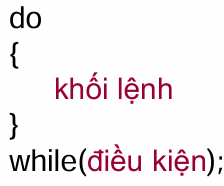 do
{
khối lệnh
}
while(điều kiện);